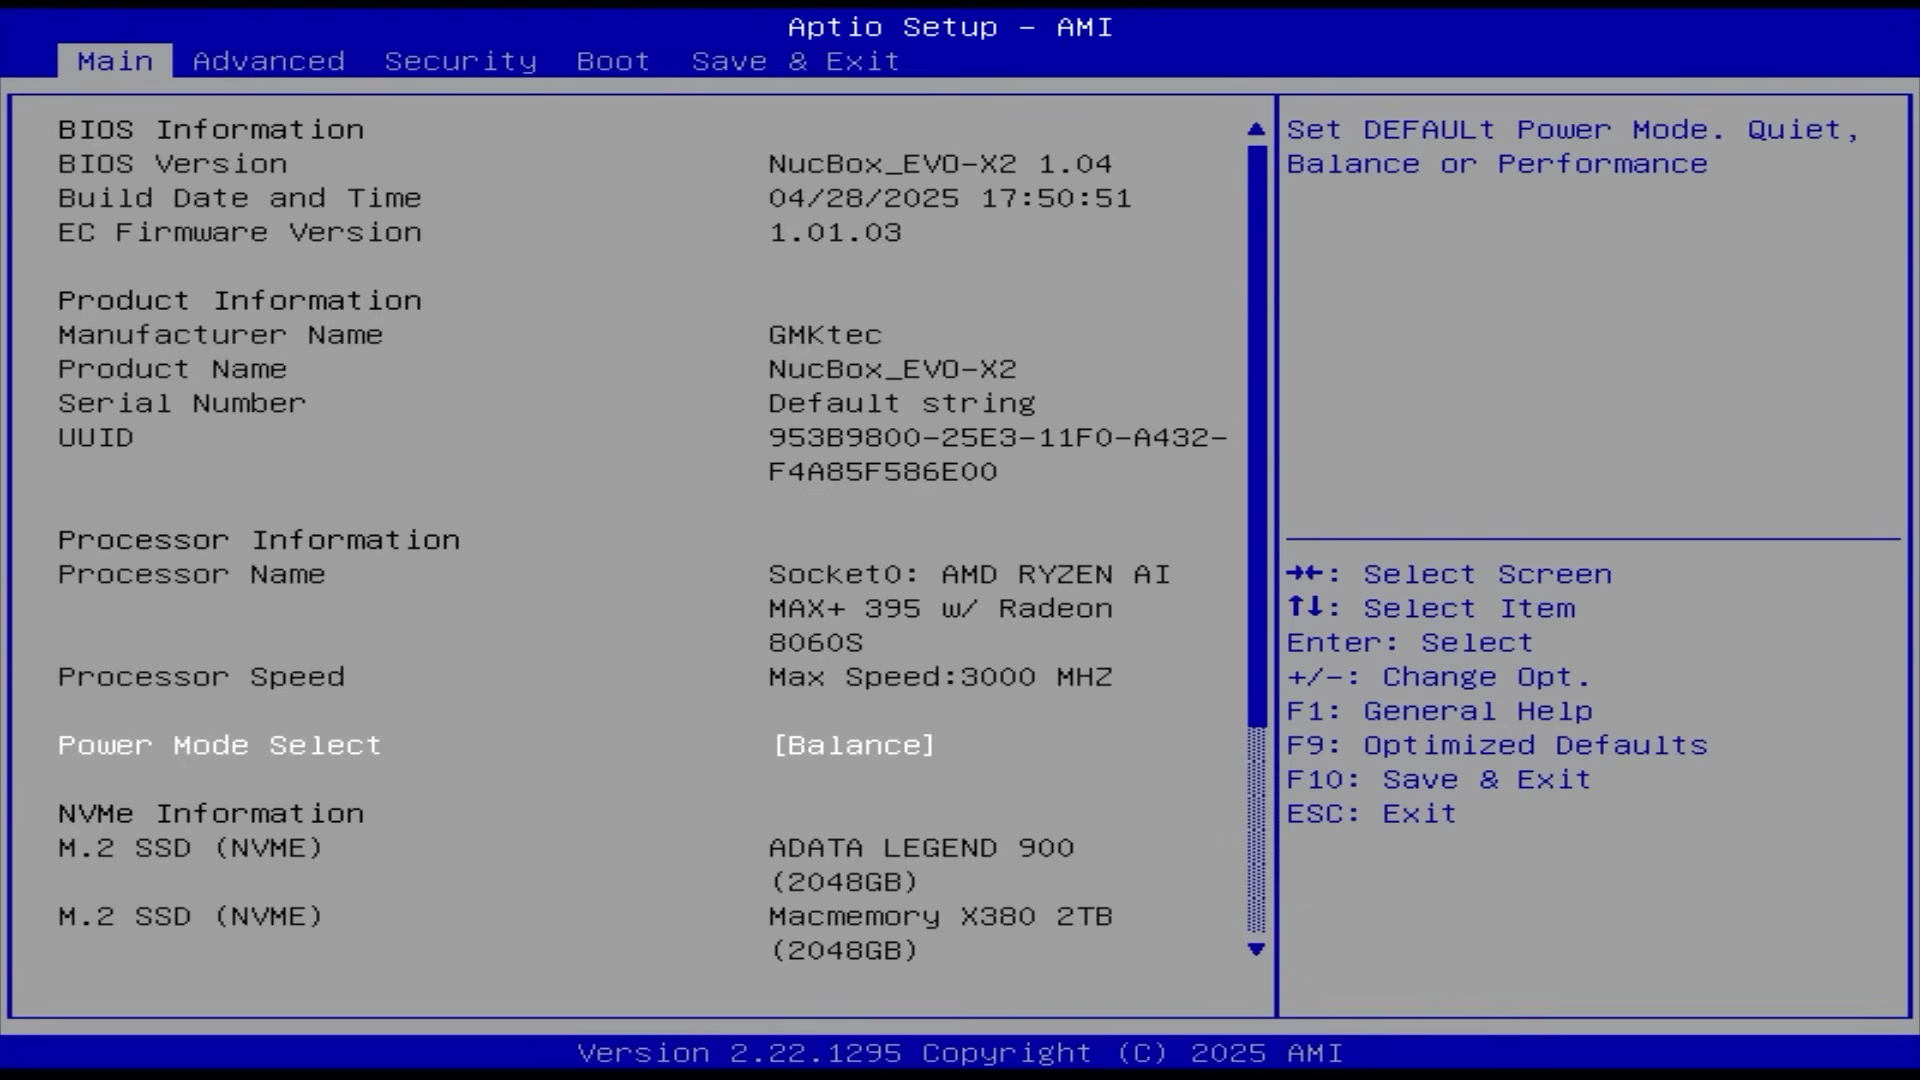 Aptio Setup - AMI
Main Advanced Security Boot Save & Exit
BIOS Information
BIOS Version NucBox_EVO-X2 1.04
Build Date and Time 04/28/2025 17:50:51
EC Firmware Version 1.01.03
Product Information
Manufacturer Name GMKtec
Product Name NucBox_EVO-X2
Serial Number Default string
UUID 953B9800-25E3-11F0-A432-
F4A85F586E00
Processor Information
Processor Name Socket0: AMD RYZEN AI
MAX+ 395 w/ Radeon
8060S
Processor Speed Max Speed:3000 MHZ
Power Mode Select [Balance]
NVMe Information
M.2 SSD (NVME) ADATA LEGEND 900
(2048GB)
M.2 SSD (NVME) Macmemory X380 2TB
(2048GB)
Set DEFAULt Power Mode. Quiet,
Balance or Performance
→←: Select Screen
↑↓: Select Item
Enter: Select
+/-: Change Opt.
F1: General Help
F9: Optimized Defaults
F10: Save & Exit
ESC: Exit
Version 2.22.1295 Copyright (C) 2025 AMI